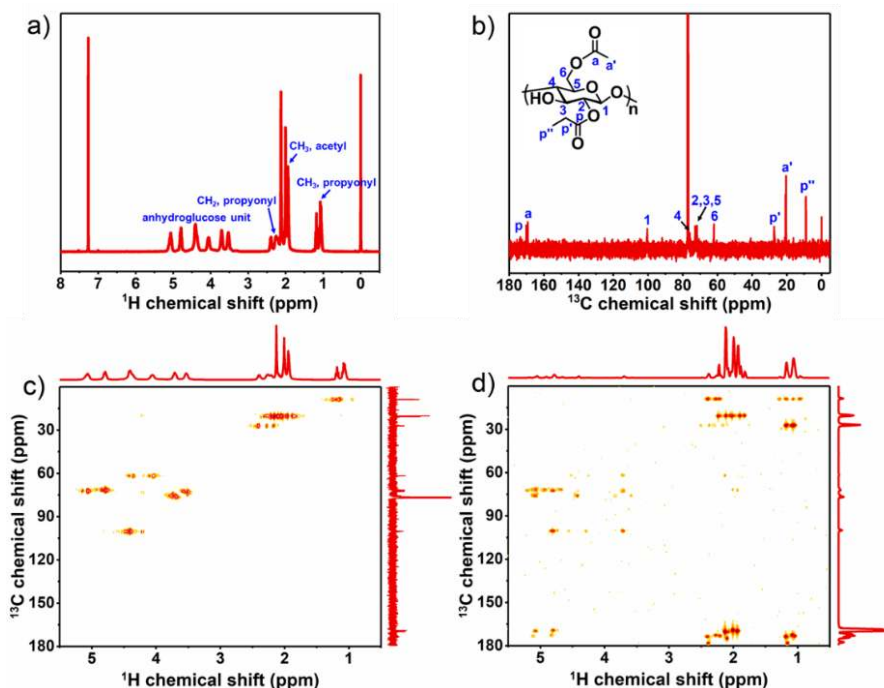 a)
CH₃, acetyl
CH₂, propyonyl
CH₃, propyonyl
anhydroglucose unit
8 7 6 5 4 3 2 1 0
¹H chemical shift (ppm)
b)
O
O a a'
6
4 5 O
HO O n
3 2 1
p O
p'' p'
O
p a 1 4 2,3,5 6 p' a' p''
180 160 140 120 100 80 60 40 20 0
¹³C chemical shift (ppm)
c)
30
60
90
120
150
180
¹³C chemical shift (ppm)
5 4 3 2 1
¹H chemical shift (ppm)
d)
30
60
90
120
150
180
¹³C chemical shift (ppm)
5 4 3 2 1
¹H chemical shift (ppm)